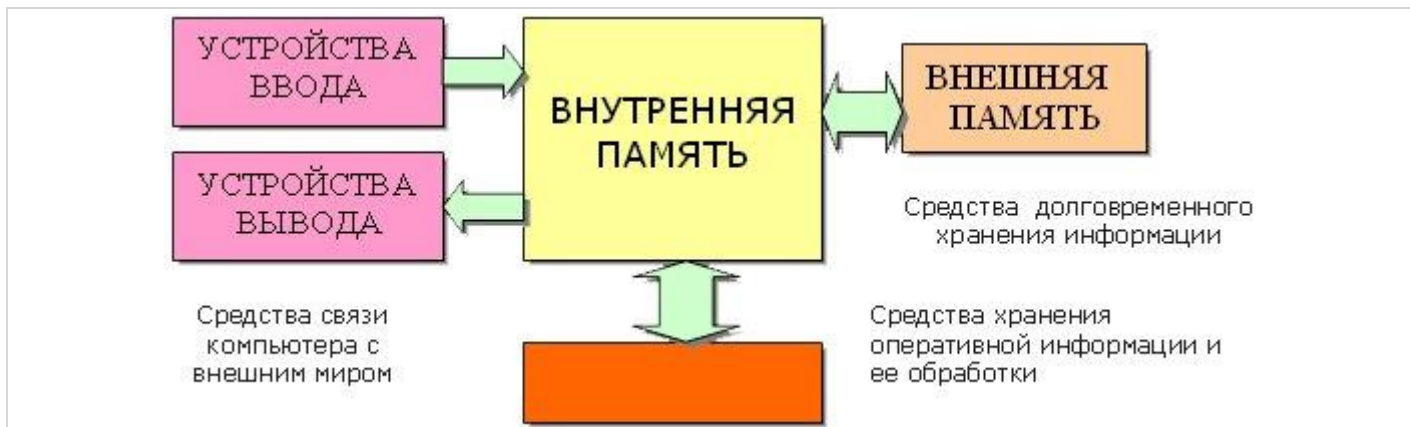 УСТРОЙСТВА
ВВОДА
ВНУТРЕННЯЯ
ПАМЯТЬ
ВНЕШНЯЯ
ПАМЯТЬ
УСТРОЙСТВА
ВЫВОДА
Средства долговременного
хранения информации
Средства связи
компьютера с
внешним миром
Средства хранения
оперативной информации и
ее обработки